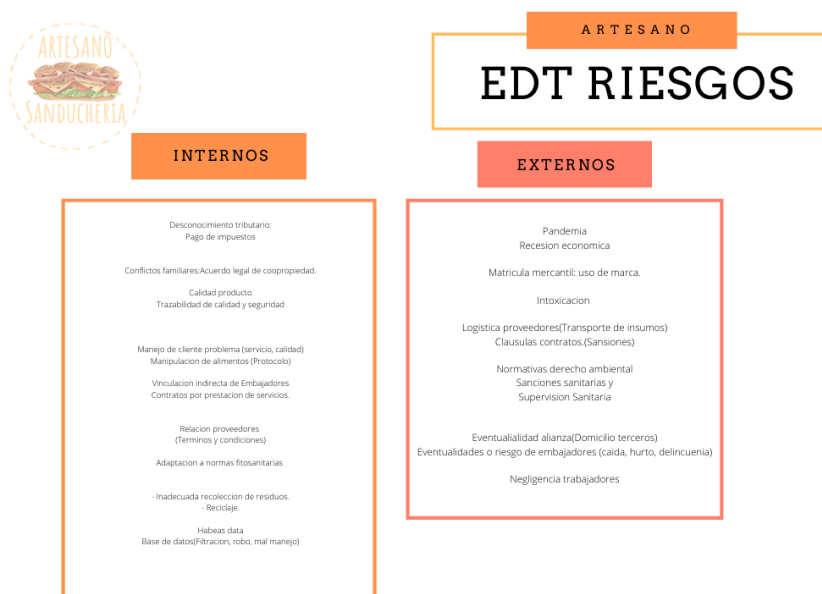 ARTESANÒ
SANDUCHERIA
ARTESANO
EDT RIESGOS
INTERNOS
Desconocimiento tributario:
Pago de impuestos
Conflictos familiares:Acuerdo legal de coopropiedad.
Calidad producto
Trazabilidad de calidad y seguridad
Manejo de cliente problema (servicio, calidad)
Manipulacion de alimentos (Protocolo)
Vinculacion indirecta de Embajadores
Contratos por prestacion de servicios.
Relacion proveedores
(Terminos y condiciones)
Adaptacion a normas fitosanitarias
- Inadecuada recoleccion de residuos.
- Reciclaje.
Habeas data
Base de datos(Filtracion, robo, mal manejo)
EXTERNOS
Pandemia
Recesion economica
Matricula mercantil: uso de marca.
Intoxicacion
Logistica proveedores(Transporte de insumos)
Clausulas contratos.(Sansiones)
Normativas derecho ambiental
Sanciones sanitarias y
Supervision Sanitaria
Eventualialidad alianza(Domicilio terceros)
Eventualidades o riesgo de embajadores (caida, hurto, delincuenia)
Negligencia trabajadores